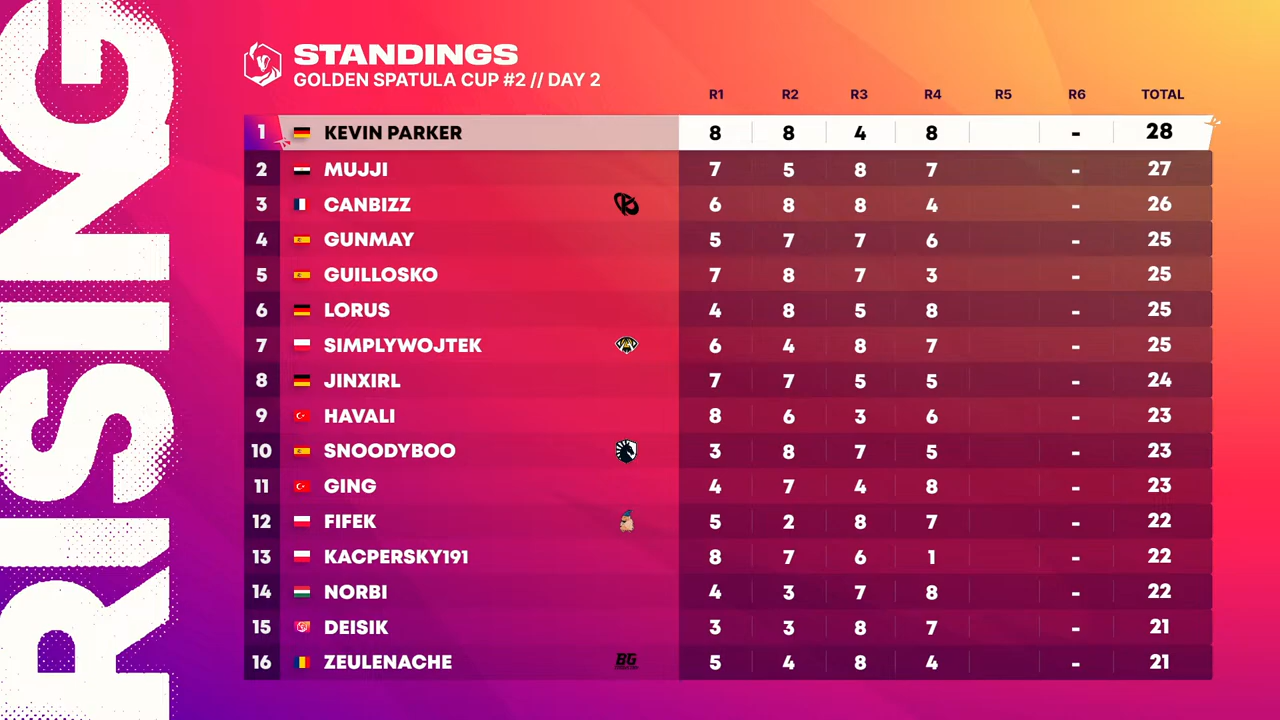 RISING
STANDINGS
GOLDEN SPATULA CUP #2 // DAY 2
R1 R2 R3 R4 R5 R6 TOTAL
1 KEVIN PARKER 8 8 4 8 - 28
2 MUJJI 7 5 8 7 - 27
3 CANBIZZ 6 8 8 4 - 26
4 GUNMAY 5 7 7 6 - 25
5 GUILLOSKO 7 8 7 3 - 25
6 LORUS 4 8 5 8 - 25
7 SIMPLYWOJTEK 6 4 8 7 - 25
8 JINXIRL 7 7 5 5 - 24
9 HAVALI 8 6 3 6 - 23
10 SNOODYBOO 3 8 7 5 - 23
11 GING 4 7 4 8 - 23
12 FIFEK 5 2 8 7 - 22
13 KACPERSKY191 8 7 6 1 - 22
14 NORBI 4 3 7 8 - 22
15 DEISIK 3 3 8 7 - 21
16 ZEULENACHE BG 5 4 8 4 - 21